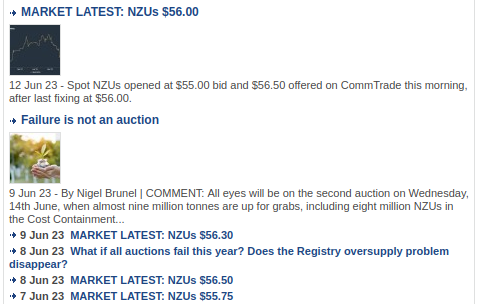 MARKET LATEST: NZUs $56.00
12 Jun 23 - Spot NZUs opened at $55.00 bid and $56.50 offered on CommTrade this morning,
after last fixing at $56.00.
Failure is not an auction
9 Jun 23 - By Nigel Brunel | COMMENT: All eyes will be on the second auction on Wednesday,
14th June, when almost nine million tonnes are up for grabs, including eight million NZUs in
the Cost Containment...
9 Jun 23 MARKET LATEST: NZUs $56.30
8 Jun 23 What if all auctions fail this year? Does the Registry oversupply problem
disappear?
8 Jun 23 MARKET LATEST: NZUs $56.50
7 Jun 23 MARKET LATEST: NZUs $55.75